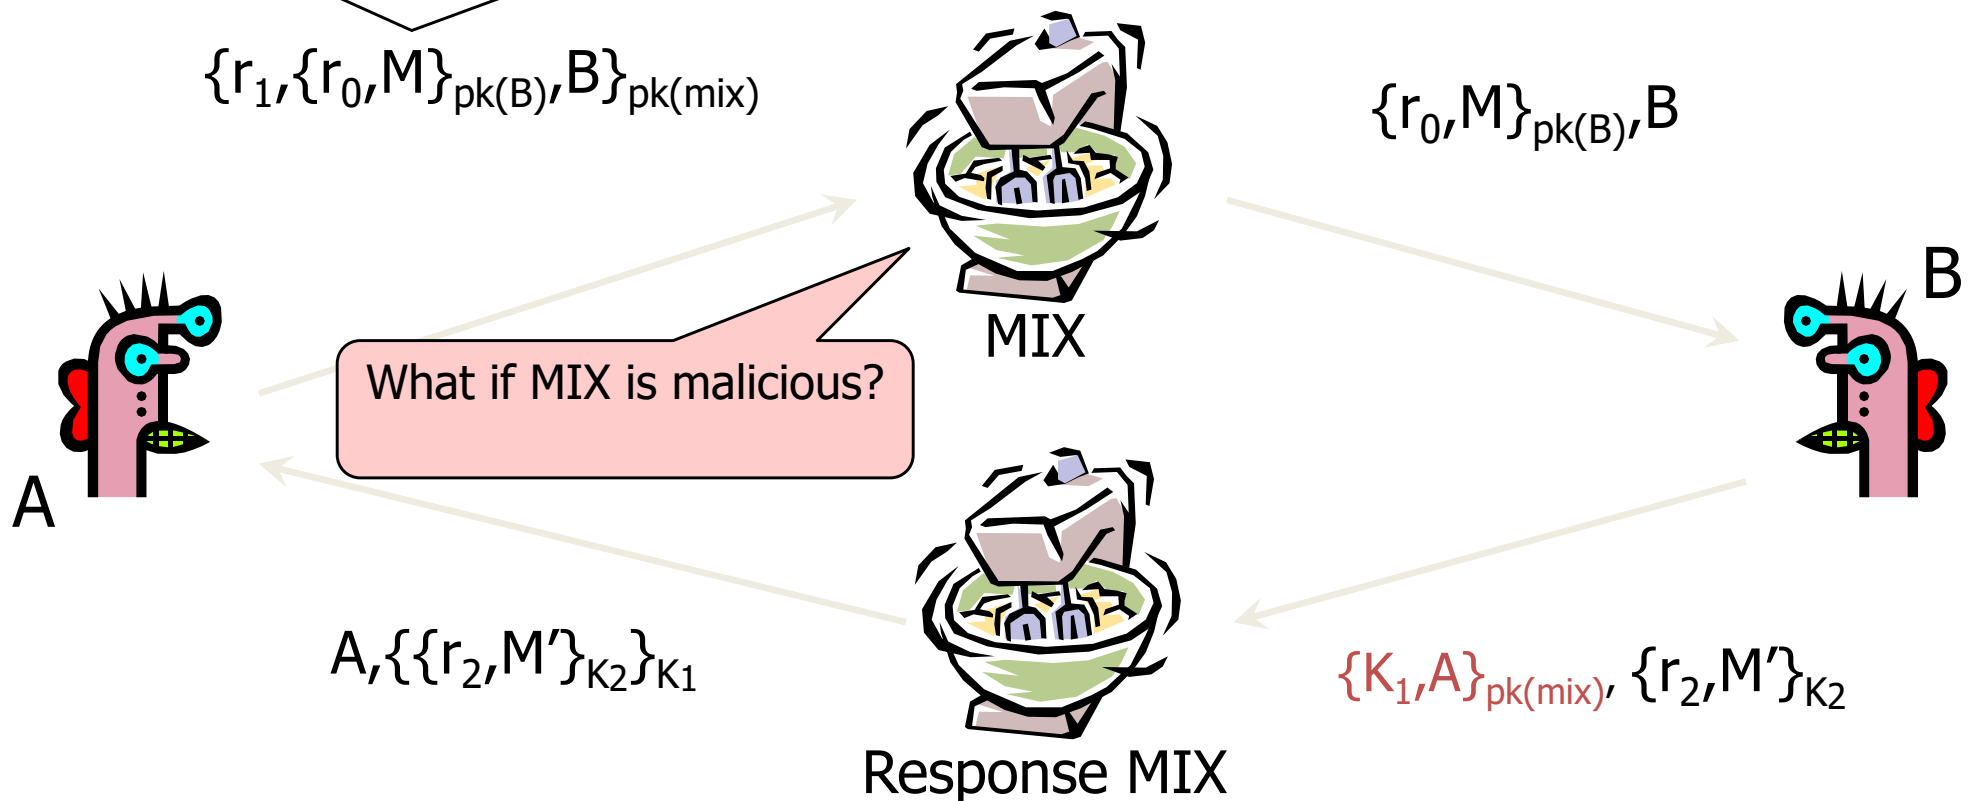 {r₁,{r₀,M}pk(B),B}pk(mix)
{r₀,M}pk(B),B
B
MIX
What if MIX is malicious?
A
A,{{r₂,M′}K₂}K₁
{K₁,A}pk(mix), {r₂,M′}K₂
Response MIX